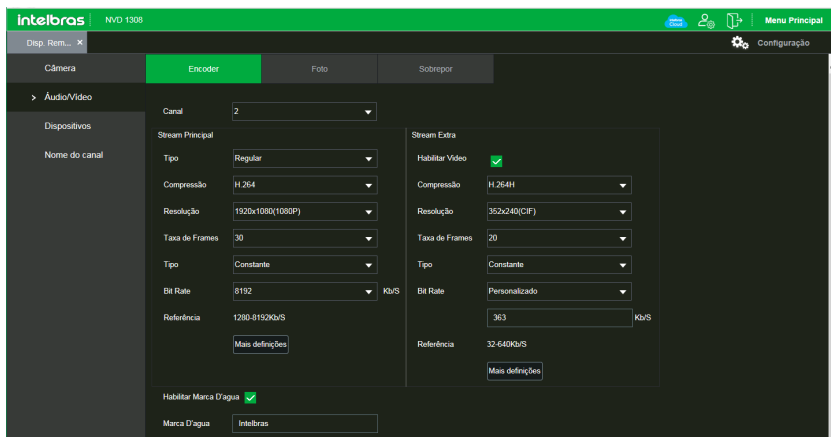 intelbras NVD 1308 intelbras Cloud Menu Principal
Disp. Rem... × Configuração
Câmera Encoder Foto Sobrepor
> Áudio/Vídeo
Dispositivos
Nome do canal
Canal 2
Stream Principal
Tipo Regular
Compressão H.264
Resolução 1920x1080(1080P)
Taxa de Frames 30
Tipo Constante
Bit Rate 8192 Kb/S
Referência 1280-8192Kb/S
Mais definições
Stream Extra
Habilitar Video
Compressão H.264H
Resolução 352x240(CIF)
Taxa de Frames 20
Tipo Constante
Bit Rate Personalizado
363 Kb/S
Referência 32-640Kb/S
Mais definições
Habilitar Marca D'agua
Marca D'agua Intelbras